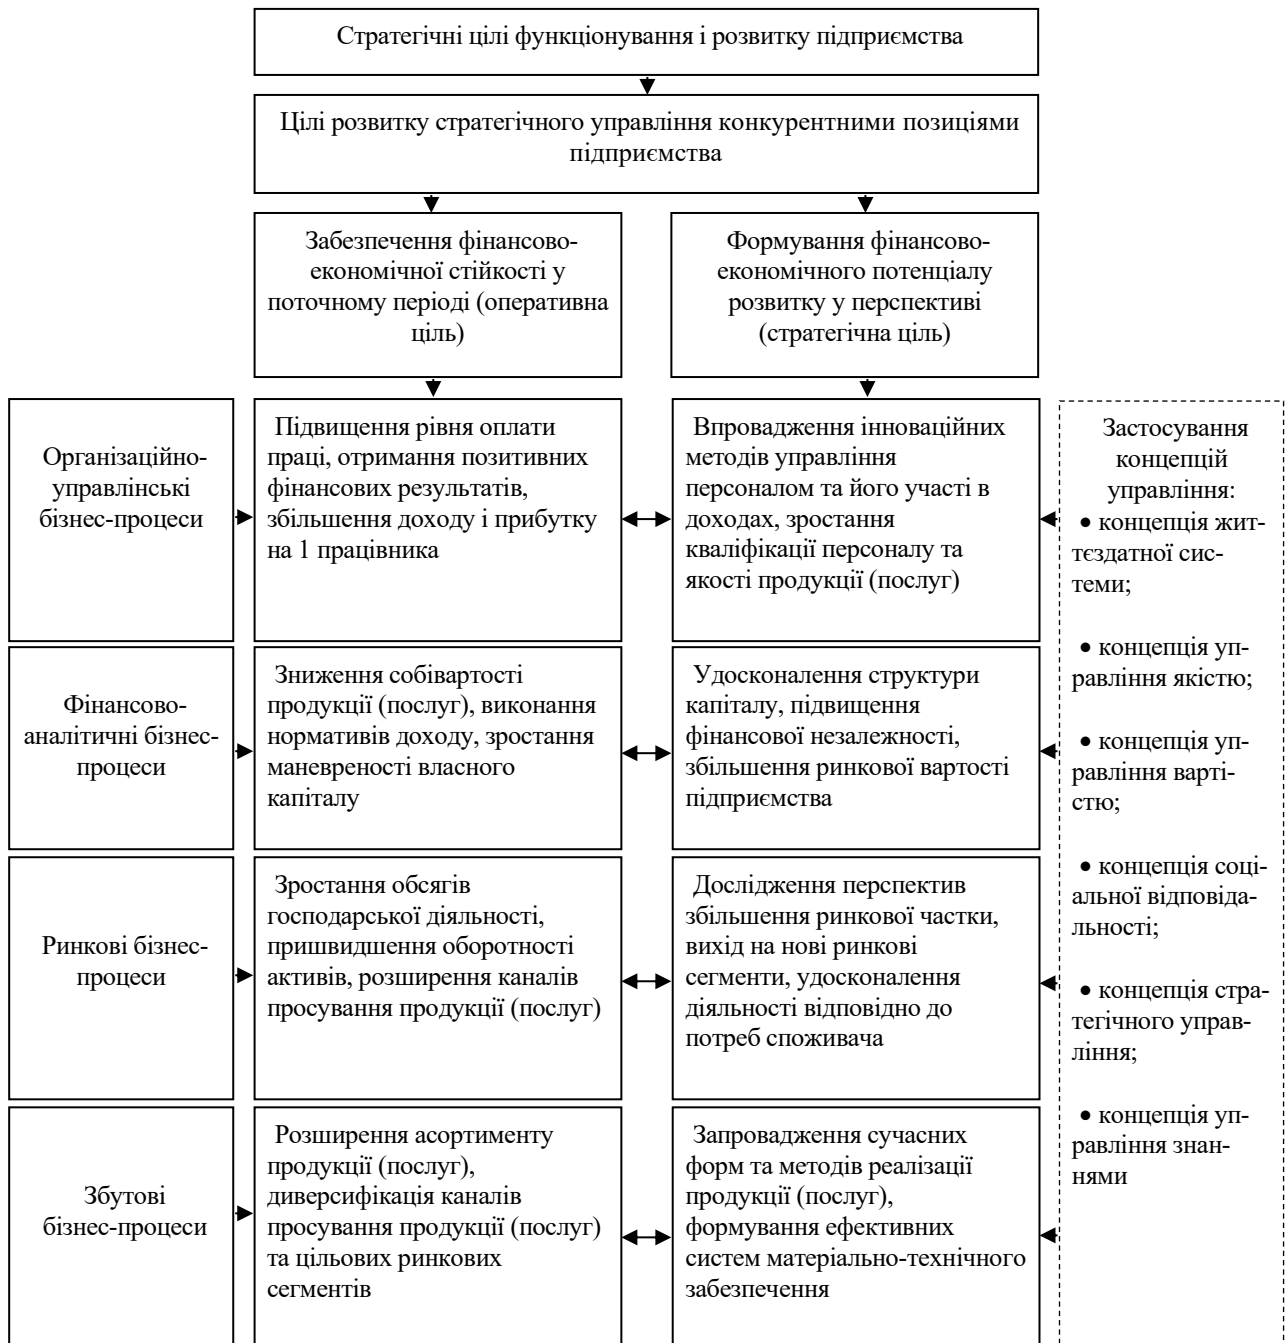 Стратегічні цілі функціонування і розвитку підприємства
Цілі розвитку стратегічного управління конкурентними позиціями
підприємства
Забезпечення фінансово-
економічної стійкості у
поточному періоді (оперативна
ціль)
Формування фінансово-
економічного потенціалу
розвитку у перспективі
(стратегічна ціль)
Організаційно-
управлінські
бізнес-процеси
Підвищення рівня оплати
праці, отримання позитивних
фінансових результатів,
збільшення доходу і прибутку
на 1 працівника
Впровадження інноваційних
методів управління
персоналом та його участі в
доходах, зростання
кваліфікації персоналу та
якості продукції (послуг)
Застосування
концепцій
управління:
• концепція жит-
тєздатної сис-
теми;
• концепція уп-
равління якістю;
• концепція уп-
равління варті-
стю;
• концепція соці-
альної відповіда-
льності;
• концепція стра-
тегічного управ-
ління;
• концепція уп-
равління знан-
нями
Фінансово-
аналітичні бізнес-
процеси
Зниження собівартості
продукції (послуг), виконання
нормативів доходу, зростання
маневреності власного
капіталу
Удосконалення структури
капіталу, підвищення
фінансової незалежності,
збільшення ринкової вартості
підприємства
Ринкові бізнес-
процеси
Зростання обсягів
господарської діяльності,
пришвидшення оборотності
активів, розширення каналів
просування продукції (послуг)
Дослідження перспектив
збільшення ринкової частки,
вихід на нові ринкові
сегменти, удосконалення
діяльності відповідно до
потреб споживача
Збутові
бізнес-процеси
Розширення асортименту
продукції (послуг),
диверсифікація каналів
просування продукції (послуг)
та цільових ринкових
сегментів
Запровадження сучасних
форм та методів реалізації
продукції (послуг),
формування ефективних
систем матеріально-технічного
забезпечення